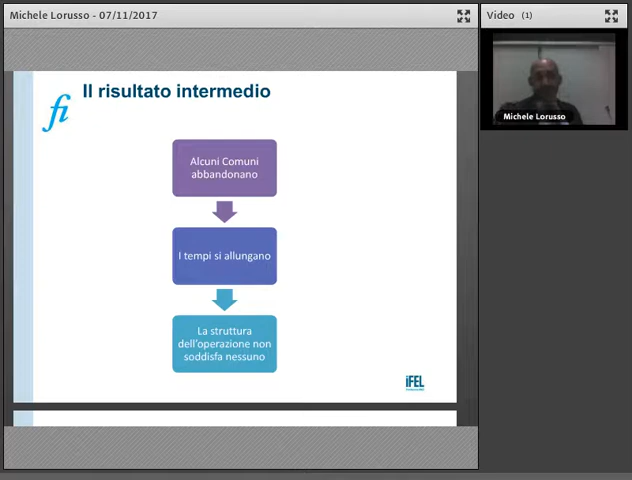 Michele Lorusso - 07/11/2017
Video (1)
Michele Lorusso
fi
Il risultato intermedio
Alcuni Comuni
abbandonano
I tempi si allungano
La struttura
dell'operazione non
soddisfa nessuno
iFEL